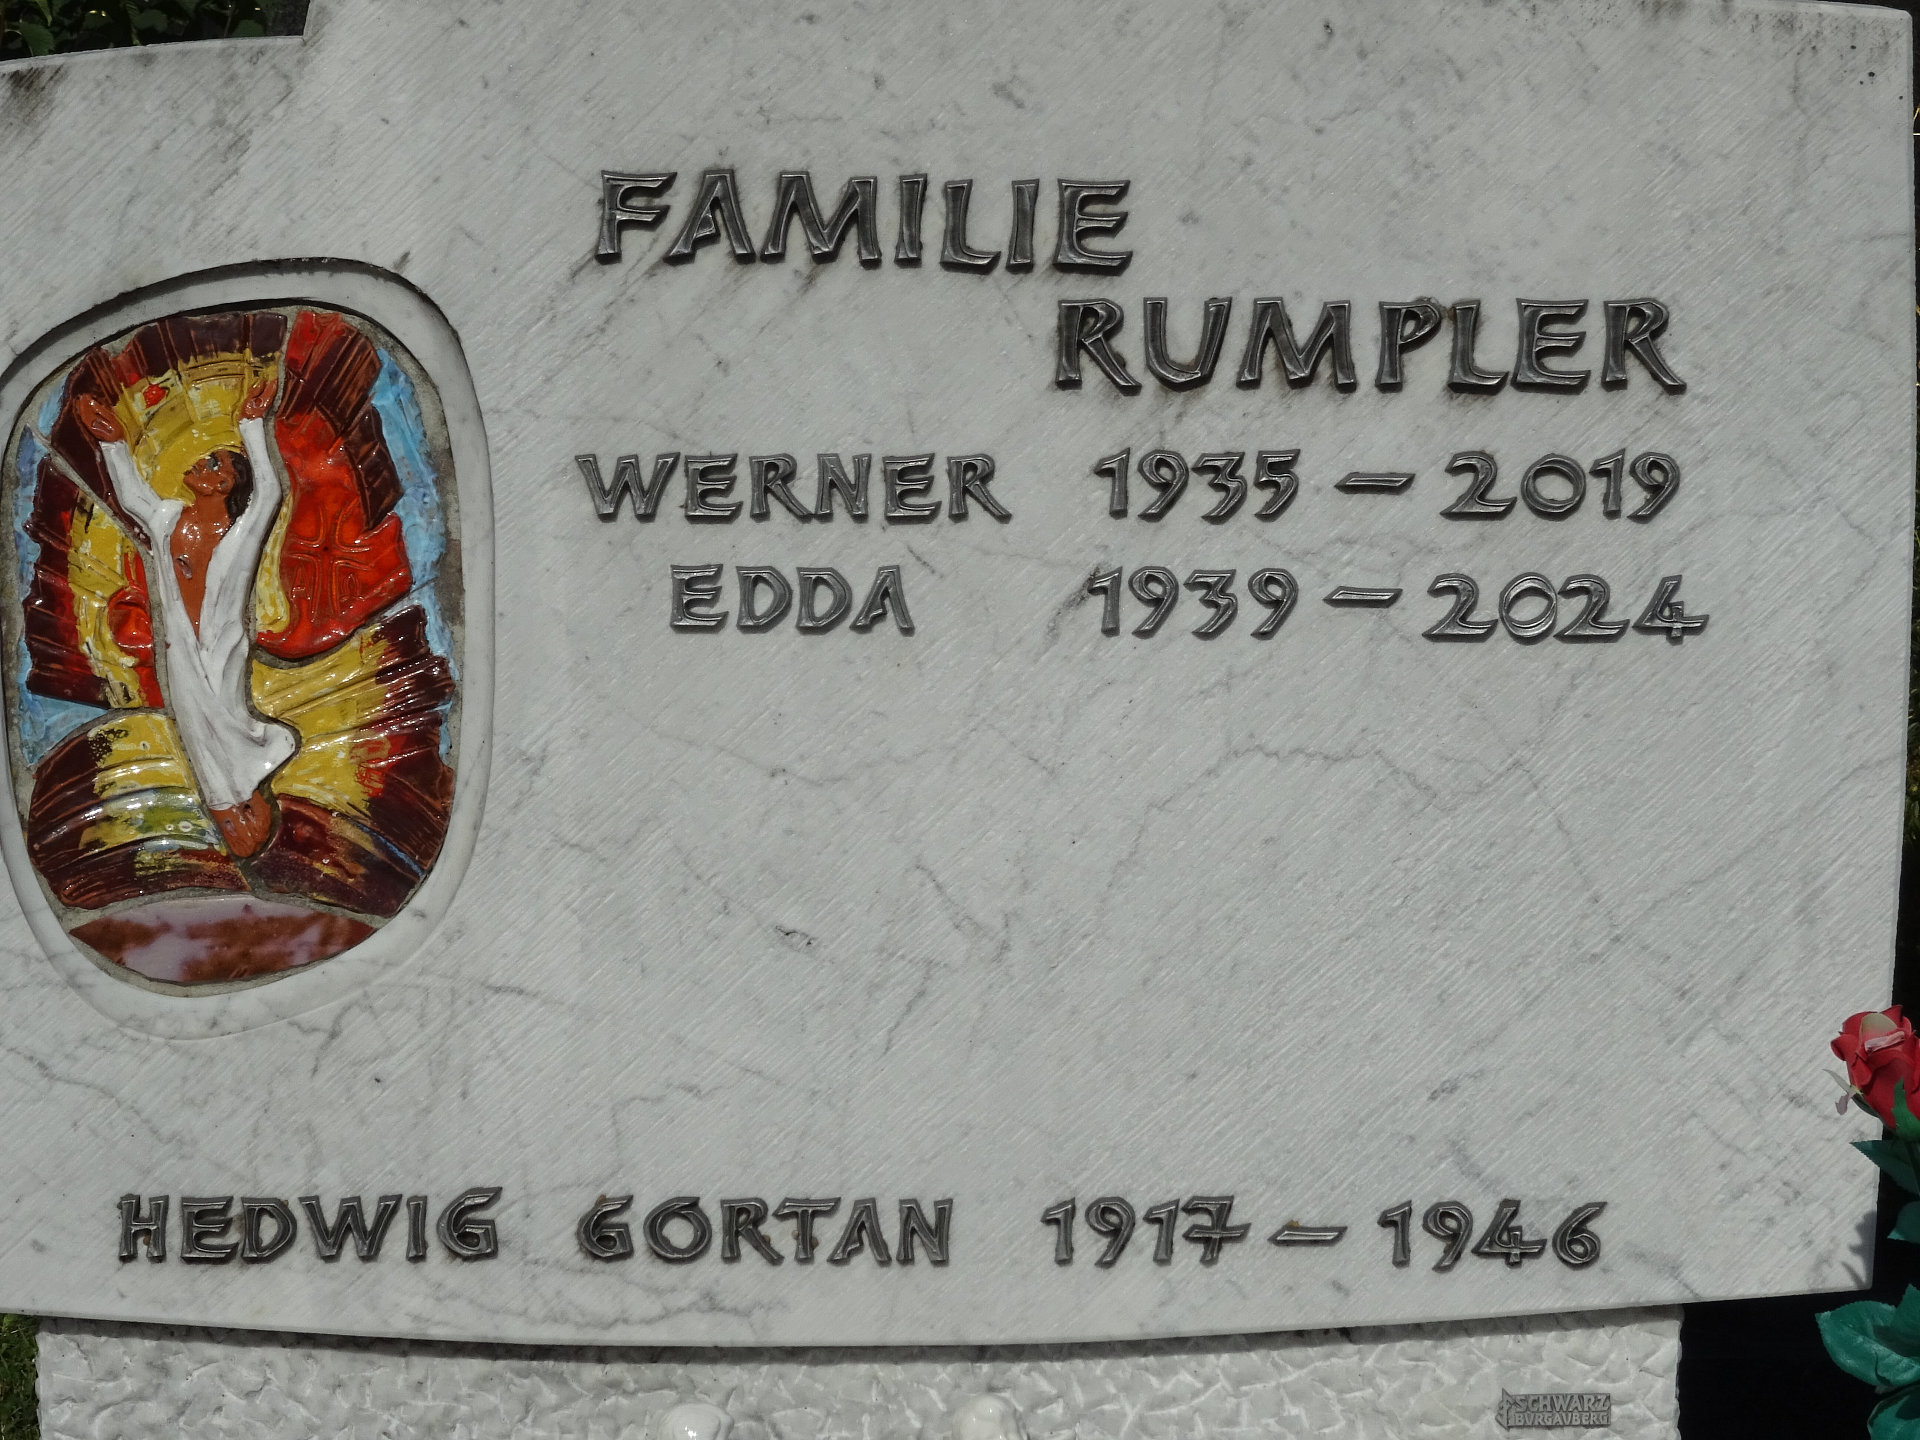 FAMILIE
RUMPLER
WERNER 1935 – 2019
EDDA 1939 – 2024
HEDWIG GORTAN 1917 – 1946
SCHWARZ
BURGAUBERG